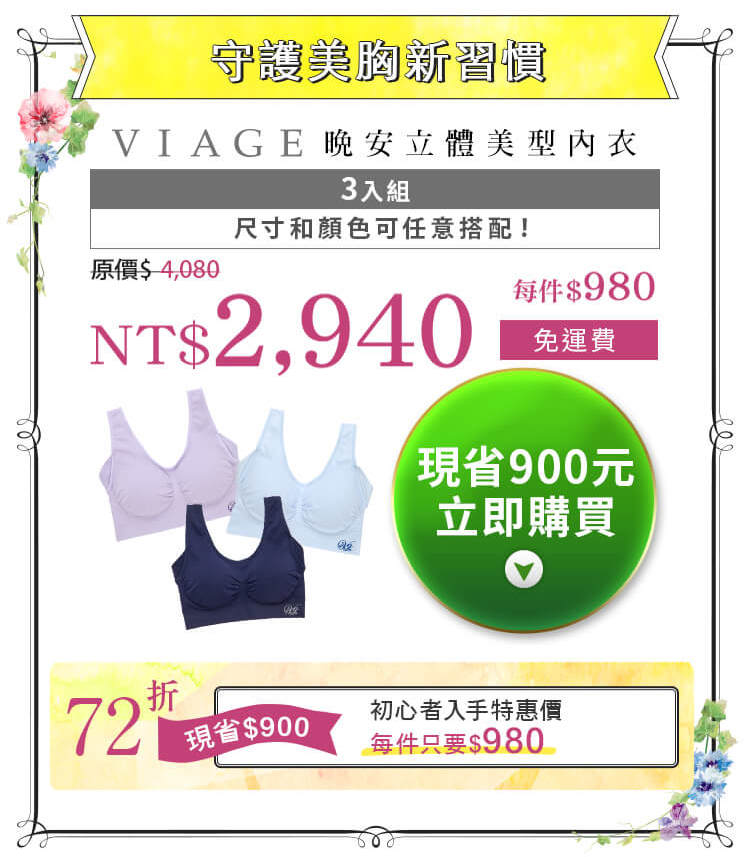 守護美胸新習慣
VIAGE 晚安立體美型內衣
3入組
尺寸和顏色可任意搭配！
原價$ 4,080
每件$980
NT$2,940
免運費
現省900元
立即購買
72折
現省$900
初心者入手特惠價
每件只要$980